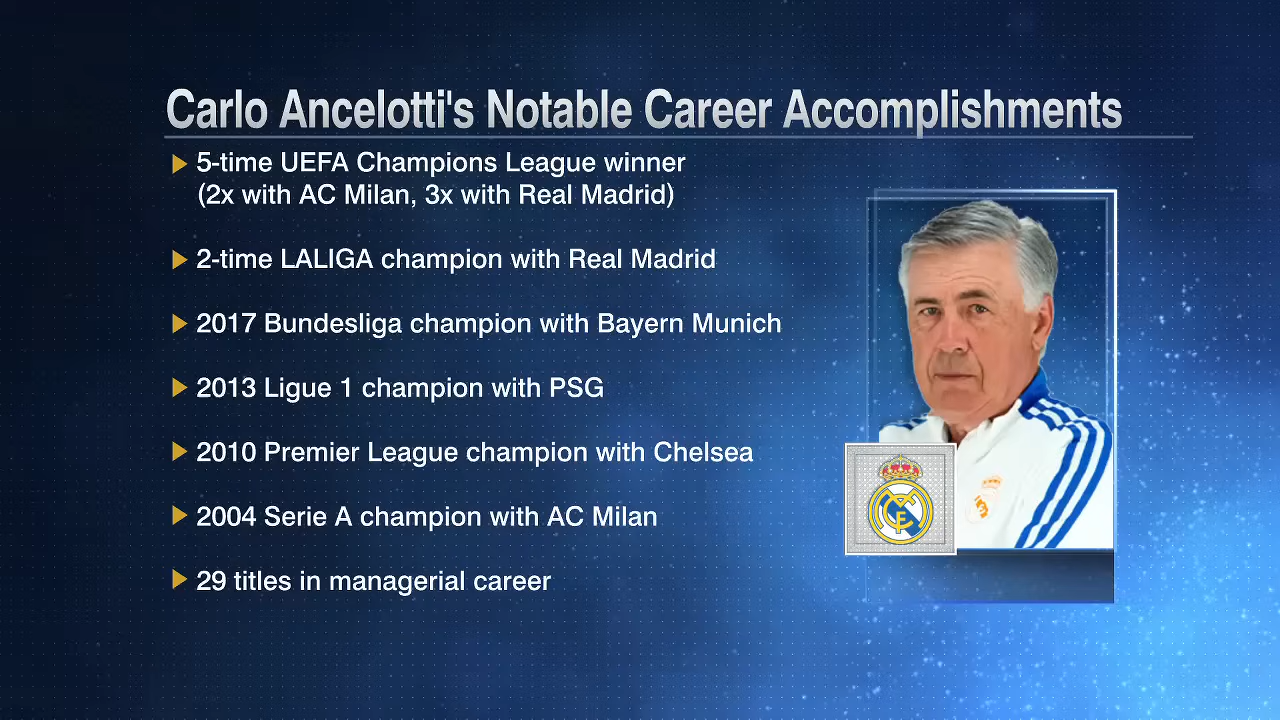 Carlo Ancelotti's Notable Career Accomplishments
5-time UEFA Champions League winner
(2x with AC Milan, 3x with Real Madrid)
2-time LALIGA champion with Real Madrid
2017 Bundesliga champion with Bayern Munich
2013 Ligue 1 champion with PSG
2010 Premier League champion with Chelsea
2004 Serie A champion with AC Milan
29 titles in managerial career